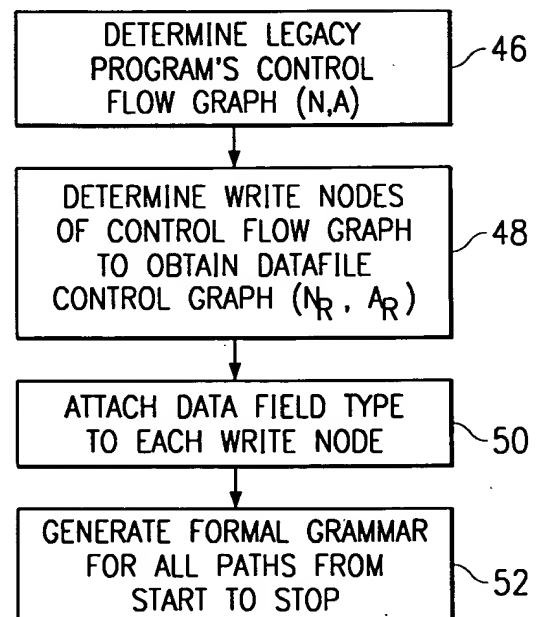 DETERMINE LEGACY
PROGRAM'S CONTROL
FLOW GRAPH (N,A)
46
DETERMINE WRITE NODES
OF CONTROL FLOW GRAPH
TO OBTAIN DATAFILE
CONTROL GRAPH (NR , AR)
48
ATTACH DATA FIELD TYPE
TO EACH WRITE NODE
50
GENERATE FORMAL GRAMMAR
FOR ALL PATHS FROM
START TO STOP
52